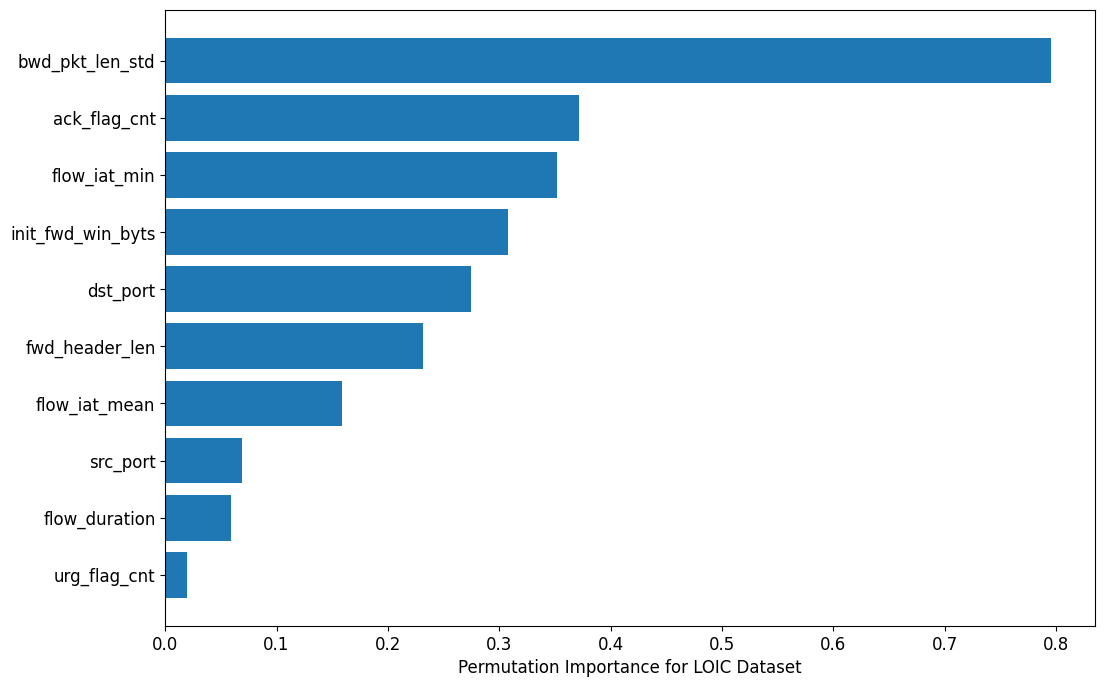 bwd_pkt_len_std
ack_flag_cnt
flow_iat_min
init_fwd_win_byts
dst_port
fwd_header_len
flow_iat_mean
src_port
flow_duration
urg_flag_cnt
0.0 0.1 0.2 0.3 0.4 0.5 0.6 0.7 0.8
Permutation Importance for LOIC Dataset